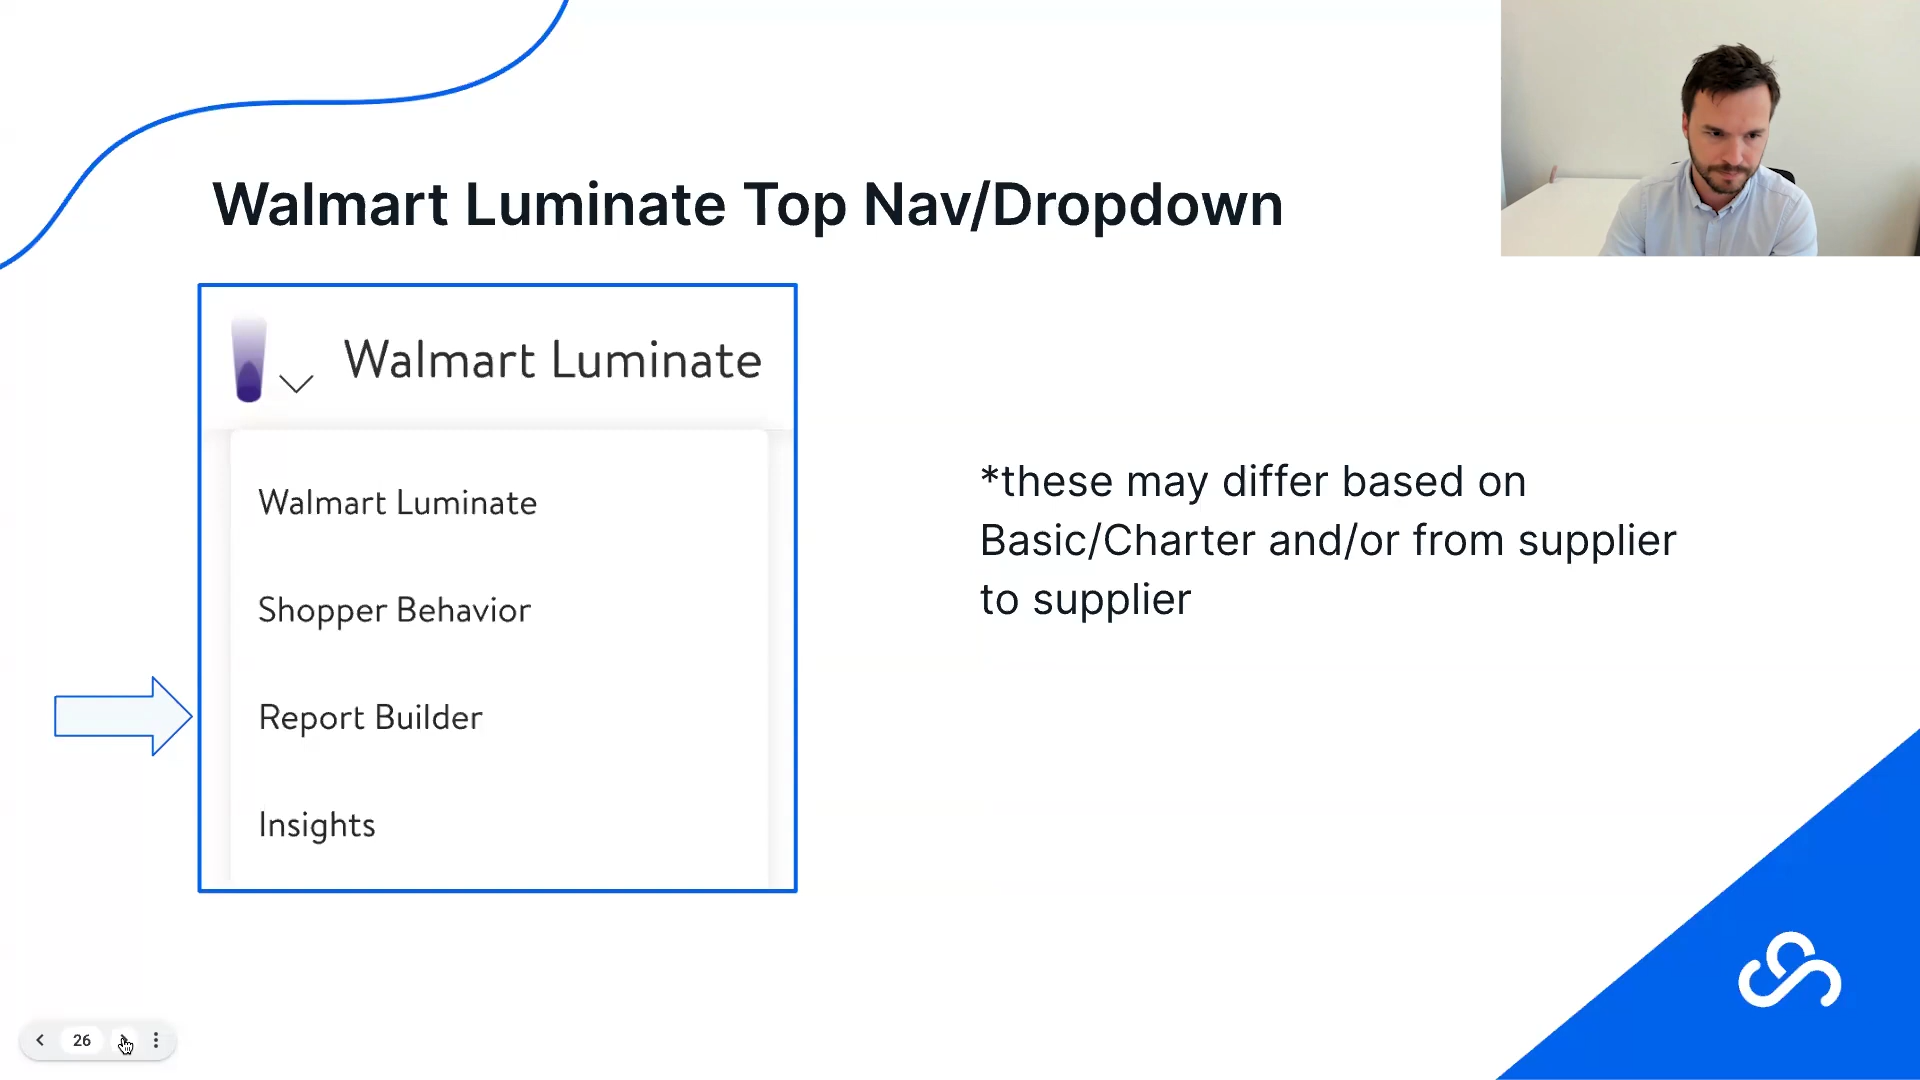 Walmart Luminate Top Nav/Dropdown
Walmart Luminate
Walmart Luminate
Shopper Behavior
Report Builder
Insights
*these may differ based on
Basic/Charter and/or from supplier
to supplier
26